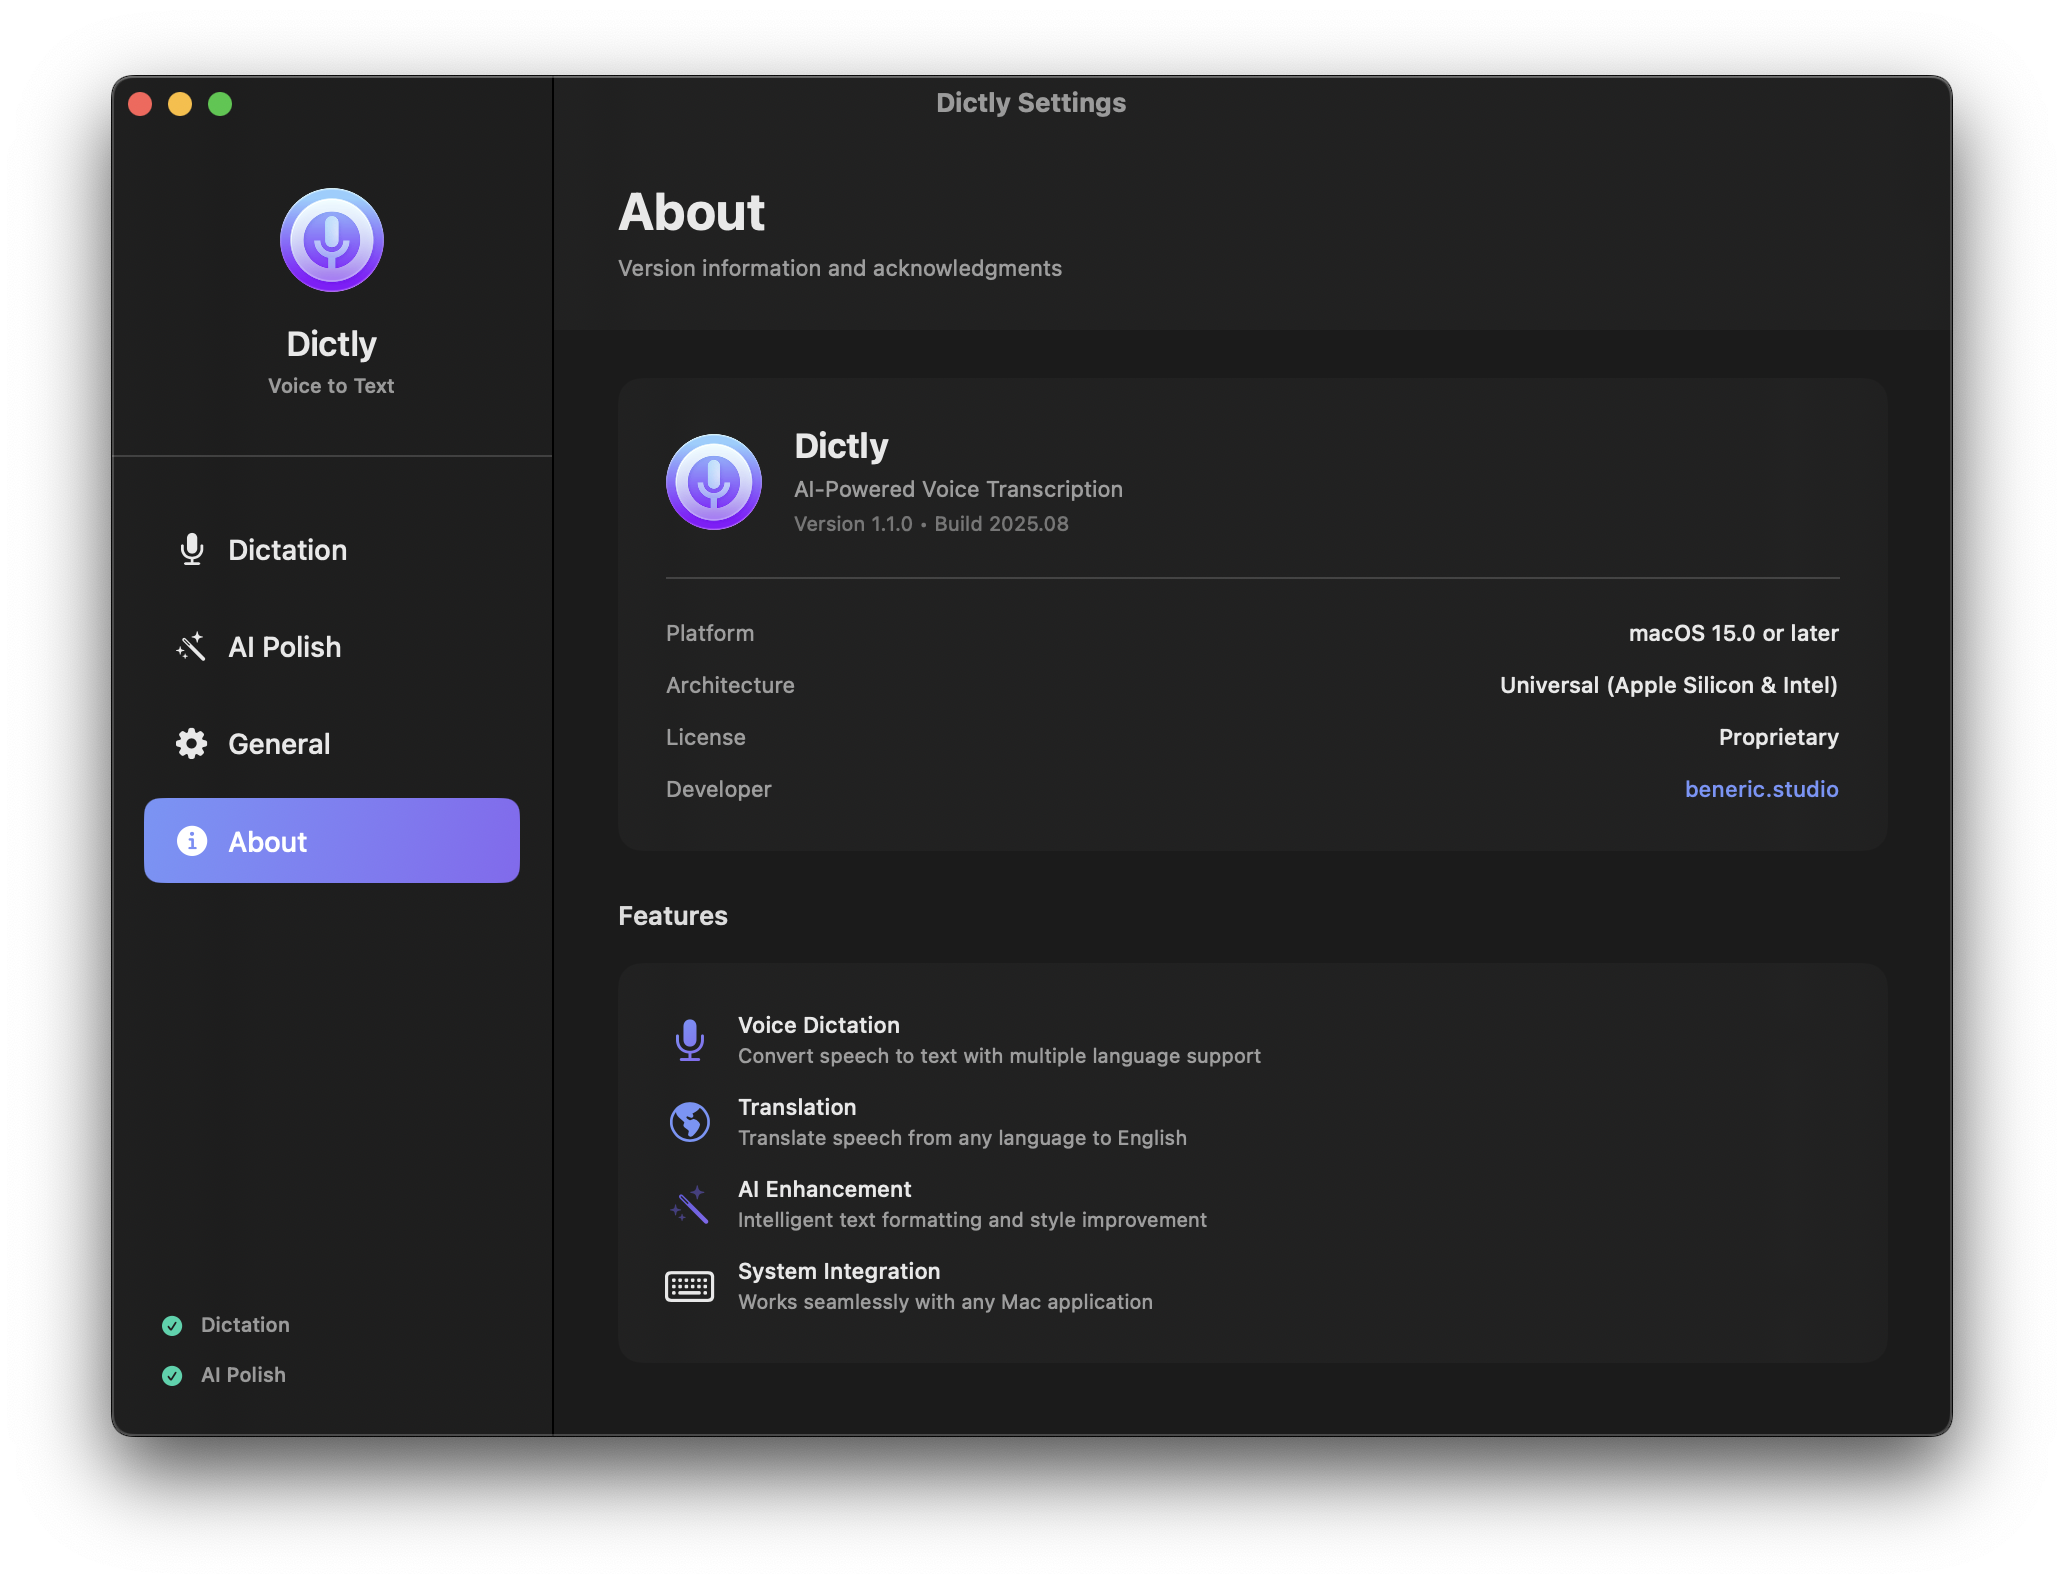 Dictly Settings
Dictly
Voice to Text
Dictation
AI Polish
General
About
Dictation
AI Polish
About
Version information and acknowledgments
Dictly
AI-Powered Voice Transcription
Version 1.1.0 • Build 2025.08
Platform macOS 15.0 or later
Architecture Universal (Apple Silicon & Intel)
License Proprietary
Developer beneric.studio
Features
Voice Dictation
Convert speech to text with multiple language support
Translation
Translate speech from any language to English
AI Enhancement
Intelligent text formatting and style improvement
System Integration
Works seamlessly with any Mac application